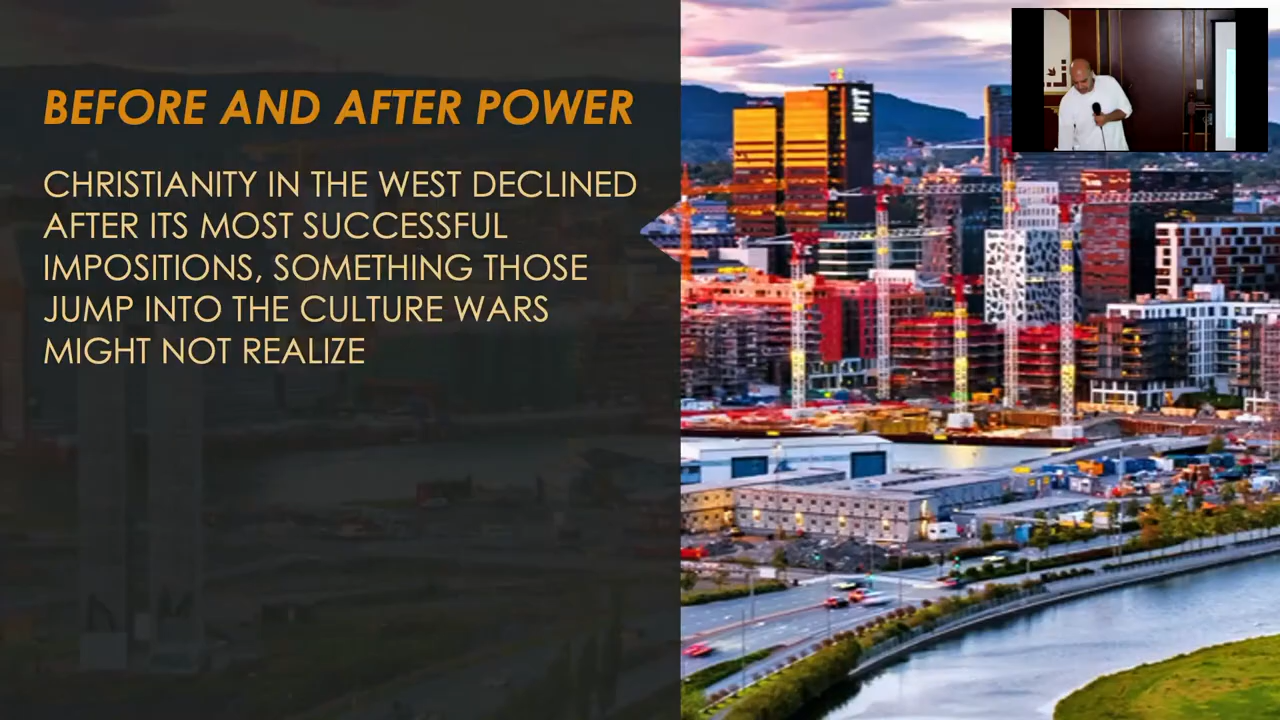 BEFORE AND AFTER POWER
CHRISTIANITY IN THE WEST DECLINED
AFTER ITS MOST SUCCESSFUL
IMPOSITIONS, SOMETHING THOSE
JUMP INTO THE CULTURE WARS
MIGHT NOT REALIZE